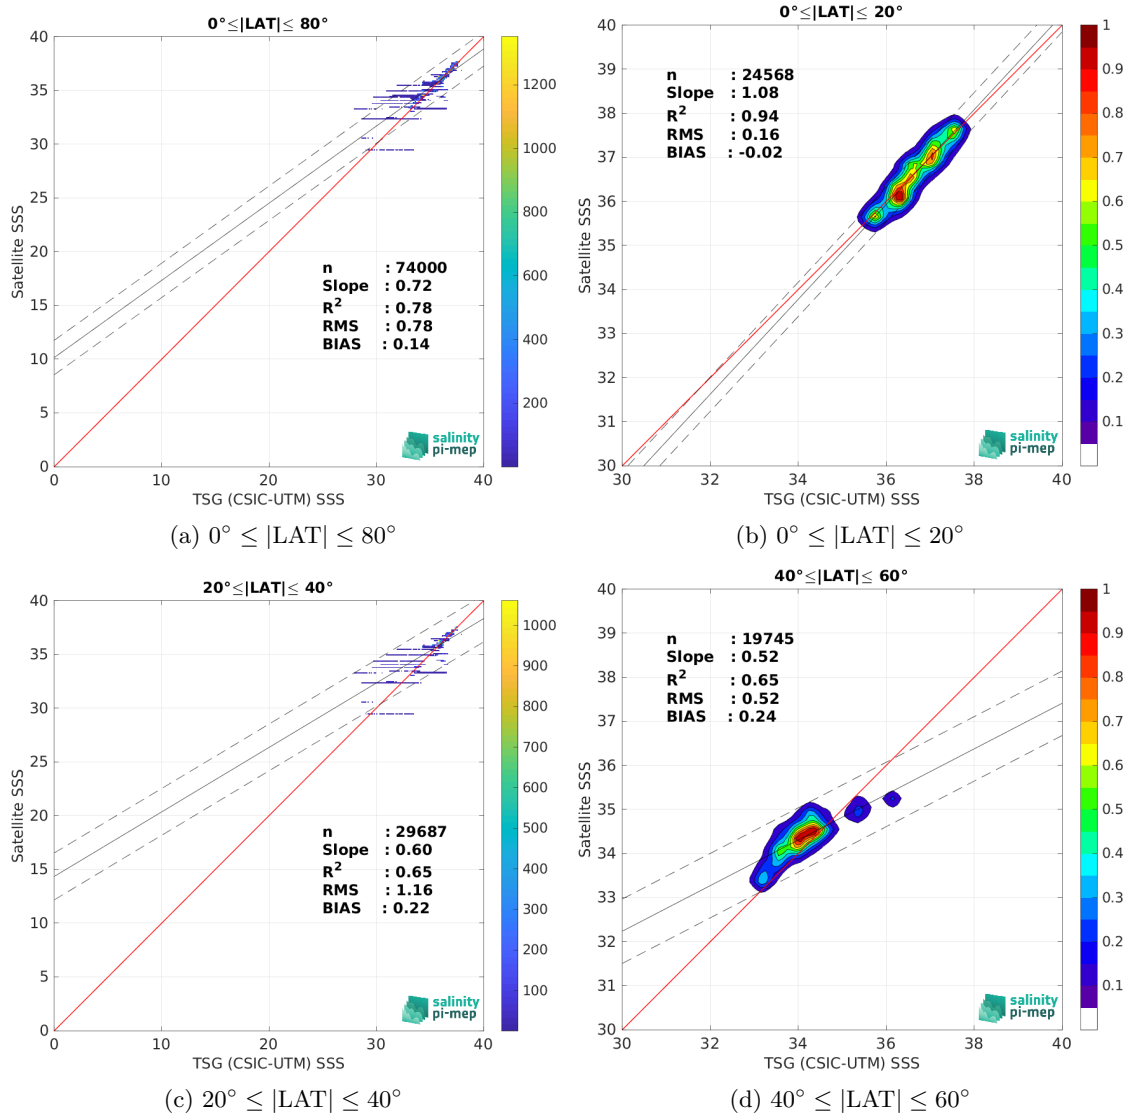 0°≤|LAT|≤ 80°
40
35
30
25
20
15
10
5
0
Satellite SSS
n : 74000
Slope : 0.72
R2 : 0.78
RMS : 0.78
BIAS : 0.14
salinity
pi-mep
0 10 20 30 40
TSG (CSIC-UTM) SSS
1200
1000
800
600
400
200
(a) 0° ≤ |LAT| ≤ 80°
0°≤|LAT|≤ 20°
40
39
38
37
36
35
34
33
32
31
30
Satellite SSS
n : 24568
Slope : 1.08
R2 : 0.94
RMS : 0.16
BIAS : -0.02
salinity
pi-mep
30 32 34 36 38 40
TSG (CSIC-UTM) SSS
1
0.9
0.8
0.7
0.6
0.5
0.4
0.3
0.2
0.1
(b) 0° ≤ |LAT| ≤ 20°
20°≤|LAT|≤ 40°
40
35
30
25
20
15
10
5
0
Satellite SSS
n : 29687
Slope : 0.60
R2 : 0.65
RMS : 1.16
BIAS : 0.22
salinity
pi-mep
0 10 20 30 40
TSG (CSIC-UTM) SSS
1000
900
800
700
600
500
400
300
200
100
(c) 20° ≤ |LAT| ≤ 40°
40°≤|LAT|≤ 60°
40
39
38
37
36
35
34
33
32
31
30
Satellite SSS
n : 19745
Slope : 0.52
R2 : 0.65
RMS : 0.52
BIAS : 0.24
salinity
pi-mep
30 32 34 36 38 40
TSG (CSIC-UTM) SSS
1
0.9
0.8
0.7
0.6
0.5
0.4
0.3
0.2
0.1
(d) 40° ≤ |LAT| ≤ 60°